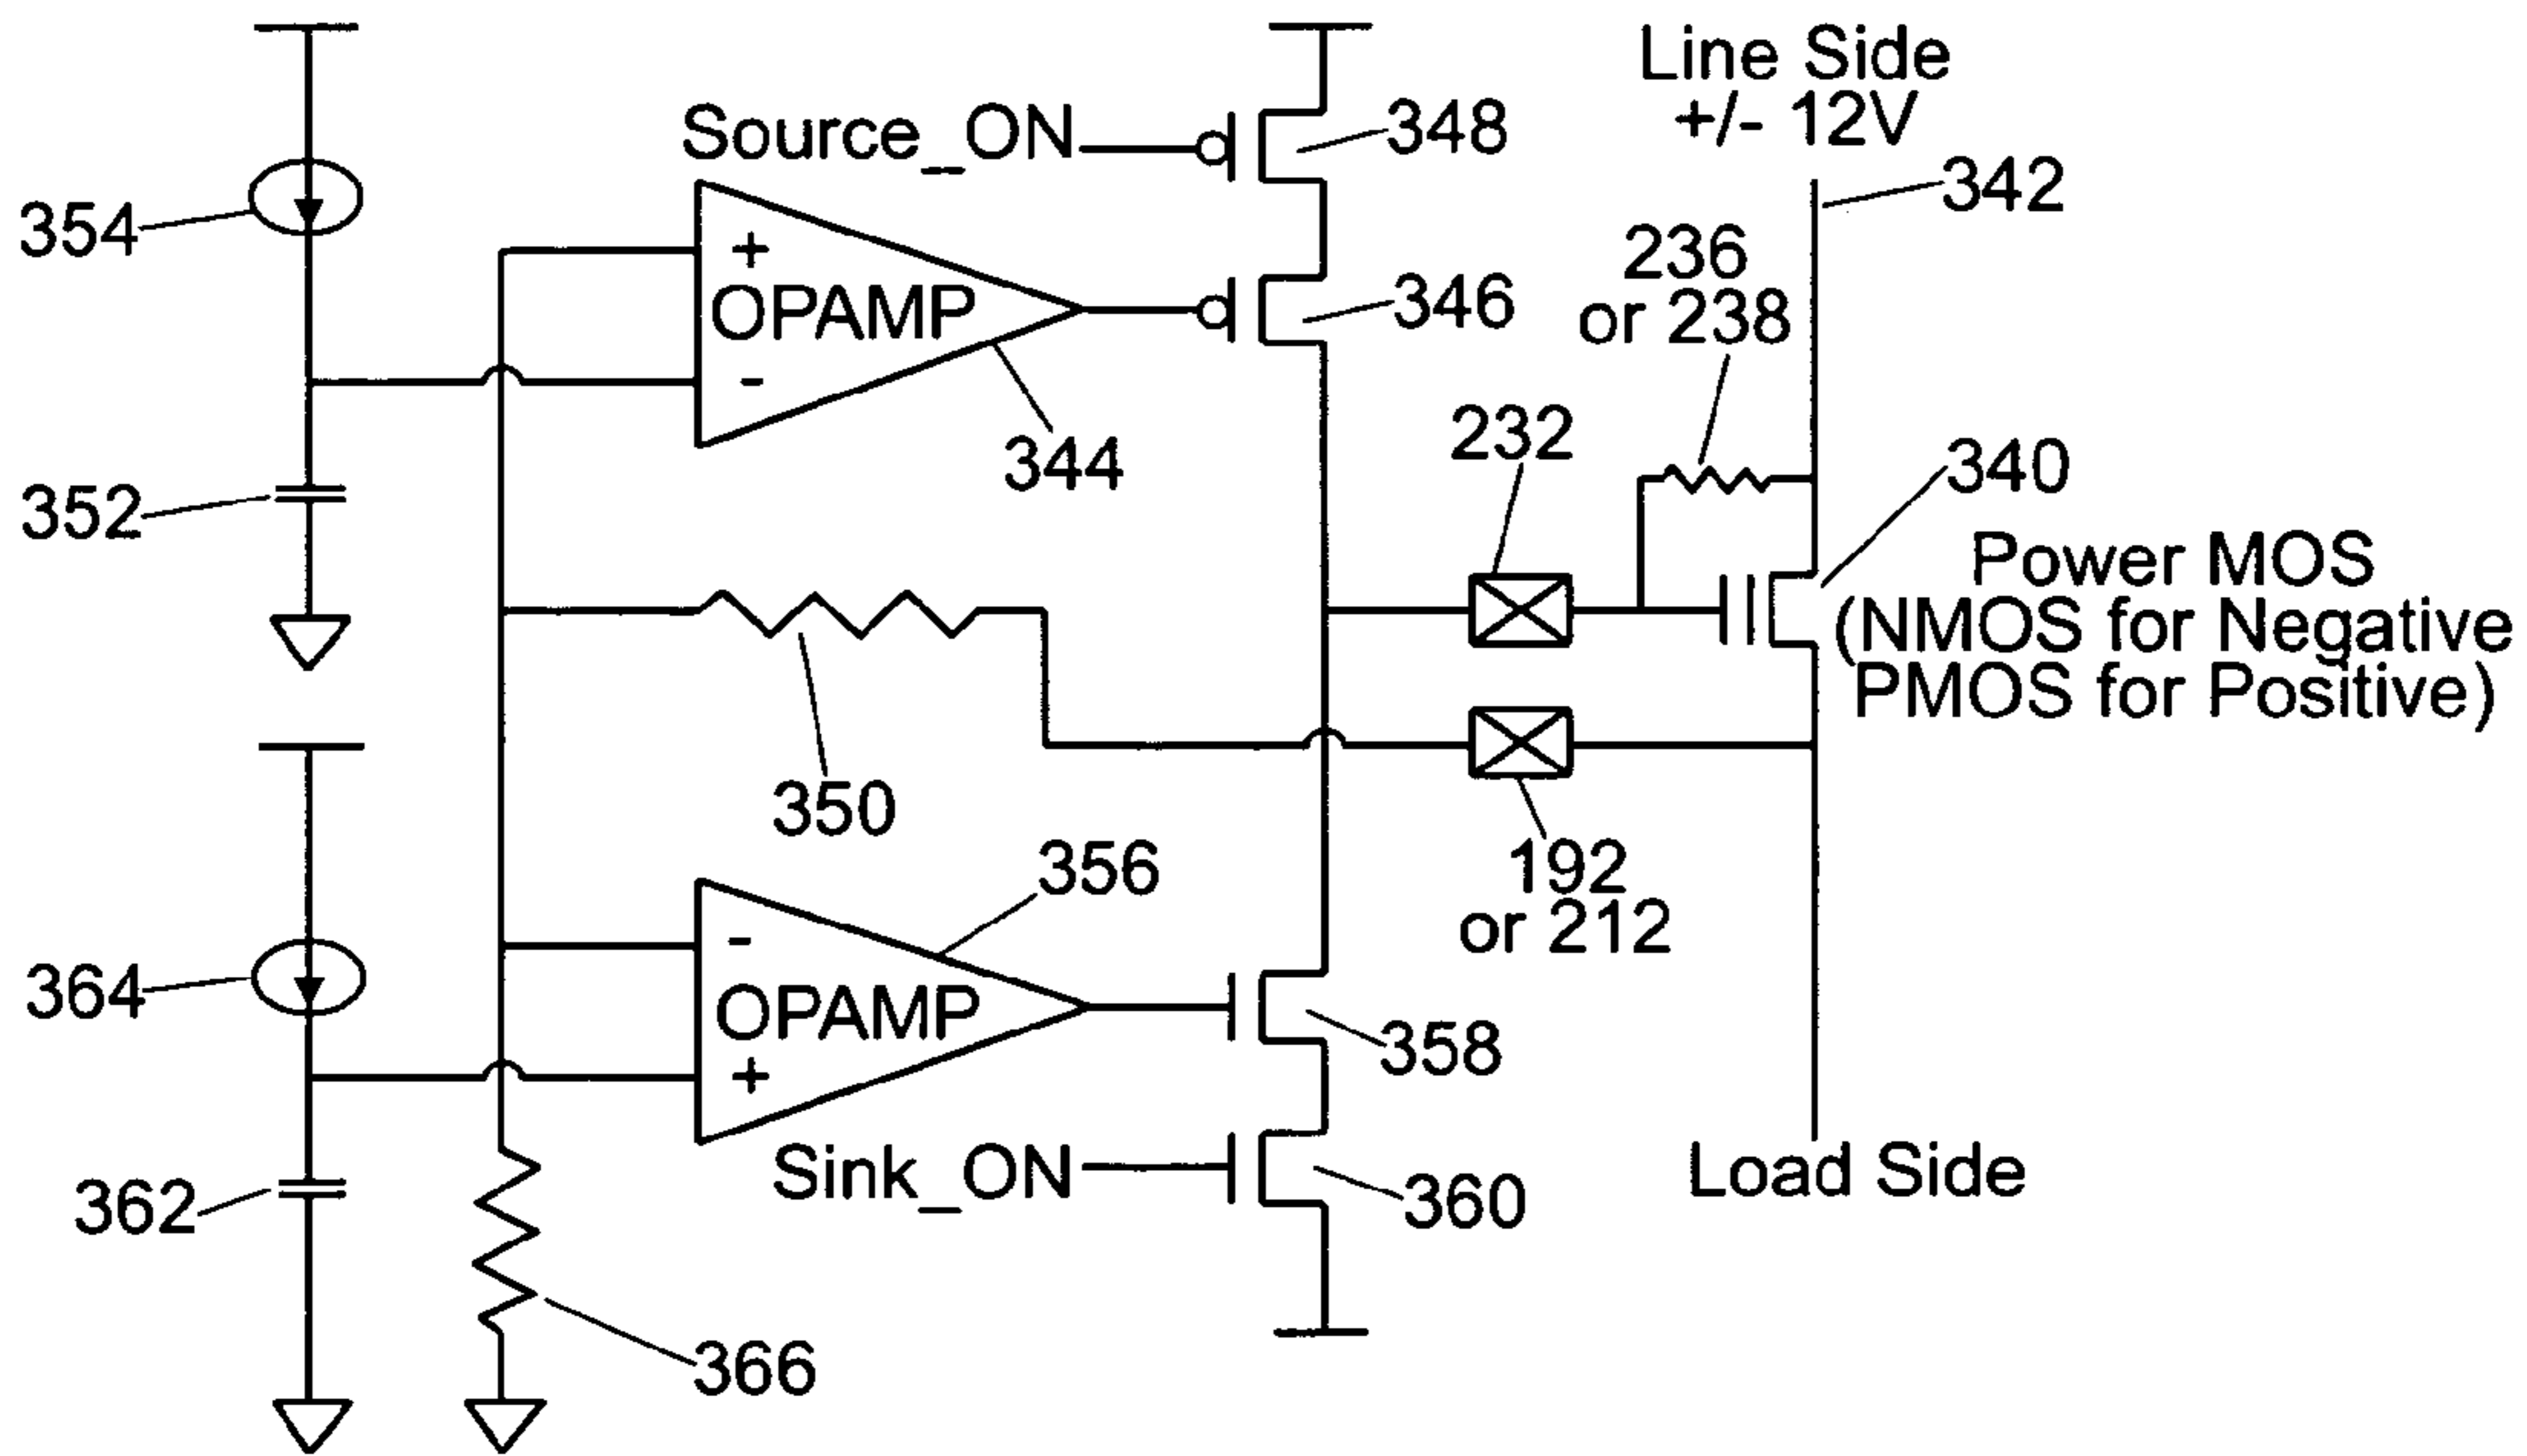 Line Side
+/- 12V
Source_ON
348
342
354
+
OPAMP
-
236
or 238
346
344
232
340
352
Power MOS
(NMOS for Negative
PMOS for Positive)
350
356
192
or 212
-
OPAMP
+
364
358
Sink_ON
Load Side
362
360
366